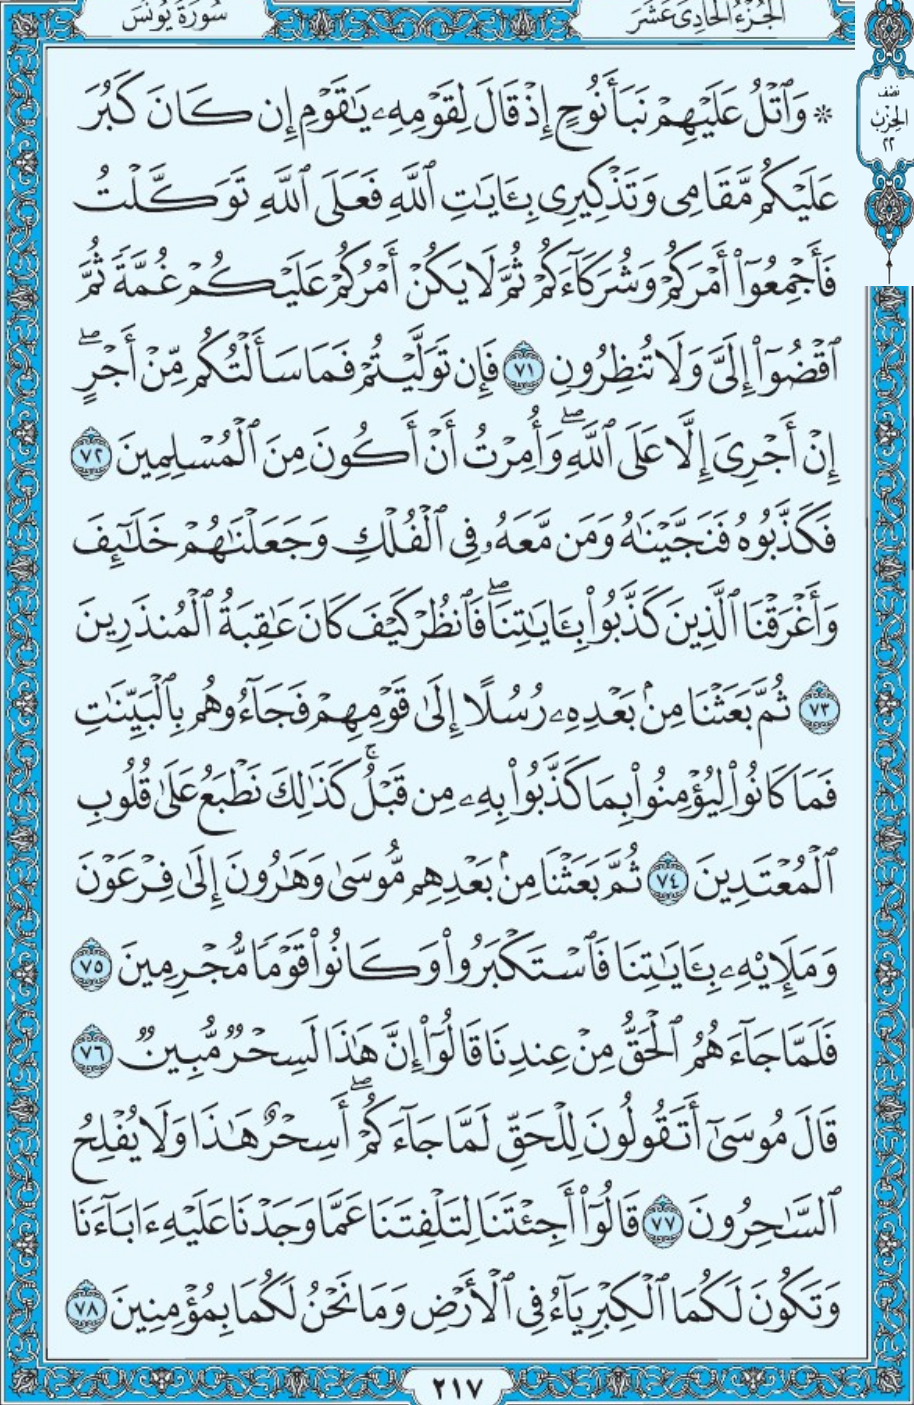 سُورَةُ يُونُسَ
الجُزْءُ الحَادِي عَشَرَ
نصف
الحزب
٢٢
۞ وَٱتْلُ عَلَيْهِمْ نَبَأَ نُوحٍ إِذْ قَالَ لِقَوْمِهِۦ يَـٰقَوْمِ إِن كَانَ كَبُرَ
عَلَيْكُم مَّقَامِى وَتَذْكِيرِى بِـَٔايَـٰتِ ٱللَّهِ فَعَلَى ٱللَّهِ تَوَكَّلْتُ
فَأَجْمِعُوٓا۟ أَمْرَكُمْ وَشُرَكَآءَكُمْ ثُمَّ لَا يَكُنْ أَمْرُكُمْ عَلَيْكُمْ غُمَّةً ثُمَّ
ٱقْضُوٓا۟ إِلَىَّ وَلَا تُنظِرُونِ ٧١ فَإِن تَوَلَّيْتُمْ فَمَا سَأَلْتُكُم مِّنْ أَجْرٍ ۖ
إِنْ أَجْرِىَ إِلَّا عَلَى ٱللَّهِ ۖ وَأُمِرْتُ أَنْ أَكُونَ مِنَ ٱلْمُسْلِمِينَ ٧٢
فَكَذَّبُوهُ فَنَجَّيْنَـٰهُ وَمَن مَّعَهُۥ فِى ٱلْفُلْكِ وَجَعَلْنَـٰهُمْ خَلَـٰٓئِفَ
وَأَغْرَقْنَا ٱلَّذِينَ كَذَّبُوا۟ بِـَٔايَـٰتِنَا ۖ فَٱنظُرْ كَيْفَ كَانَ عَـٰقِبَةُ ٱلْمُنذَرِينَ
٧٣ ثُمَّ بَعَثْنَا مِنۢ بَعْدِهِۦ رُسُلًا إِلَىٰ قَوْمِهِمْ فَجَآءُوهُم بِٱلْبَيِّنَـٰتِ
فَمَا كَانُوا۟ لِيُؤْمِنُوا۟ بِمَا كَذَّبُوا۟ بِهِۦ مِن قَبْلُ ۚ كَذَٰلِكَ نَطْبَعُ عَلَىٰ قُلُوبِ
ٱلْمُعْتَدِينَ ٧٤ ثُمَّ بَعَثْنَا مِنۢ بَعْدِهِم مُّوسَىٰ وَهَـٰرُونَ إِلَىٰ فِرْعَوْنَ
وَمَلَإِي۟هِۦ بِـَٔايَـٰتِنَا فَٱسْتَكْبَرُوا۟ وَكَانُوا۟ قَوْمًا مُّجْرِمِينَ ٧٥
فَلَمَّا جَآءَهُمُ ٱلْحَقُّ مِنْ عِندِنَا قَالُوٓا۟ إِنَّ هَـٰذَا لَسِحْرٌ مُّبِينٌ ٧٦
قَالَ مُوسَىٰٓ أَتَقُولُونَ لِلْحَقِّ لَمَّا جَآءَكُمْ ۖ أَسِحْرٌ هَـٰذَا وَلَا يُفْلِحُ
ٱلسَّـٰحِرُونَ ٧٧ قَالُوٓا۟ أَجِئْتَنَا لِتَلْفِتَنَا عَمَّا وَجَدْنَا عَلَيْهِ ءَابَآءَنَا
وَتَكُونَ لَكُمَا ٱلْكِبْرِيَآءُ فِى ٱلْأَرْضِ وَمَا نَحْنُ لَكُمَا بِمُؤْمِنِينَ ٧٨
٢١٧